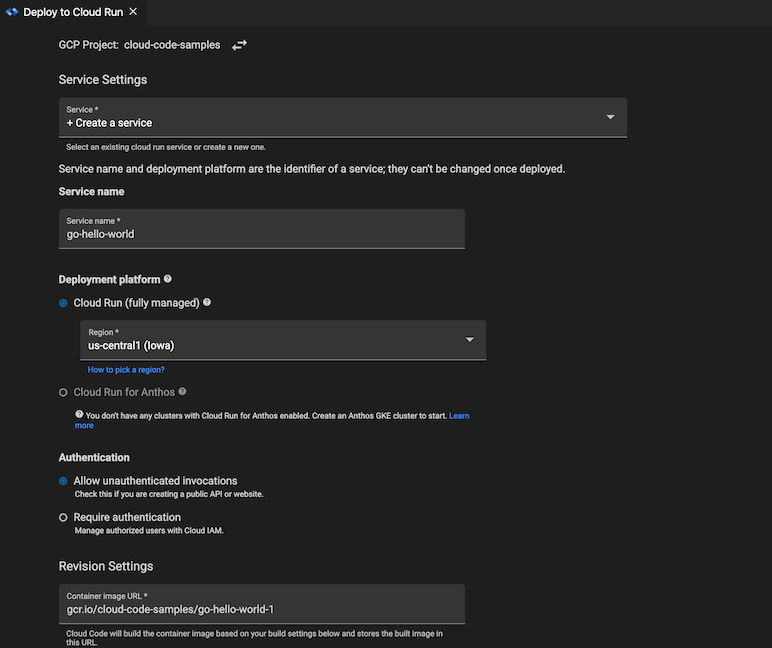 Deploy to Cloud Run
GCP Project: cloud-code-samples
Service Settings
Service *
+ Create a service
Select an existing cloud run service or create a new one.
Service name and deployment platform are the identifier of a service; they can't be changed once deployed.
Service name
Service name *
go-hello-world
Deployment platform
Cloud Run (fully managed)
Region *
us-central1 (Iowa)
How to pick a region?
Cloud Run for Anthos
You don't have any clusters with Cloud Run for Anthos enabled. Create an Anthos GKE cluster to start. Learn
more
Authentication
Allow unauthenticated invocations
Check this if you are creating a public API or website.
Require authentication
Manage authorized users with Cloud IAM.
Revision Settings
Container image URL *
gcr.io/cloud-code-samples/go-hello-world-1
Cloud Code will build the container image based on your build settings below and stores the built image in
this URL.